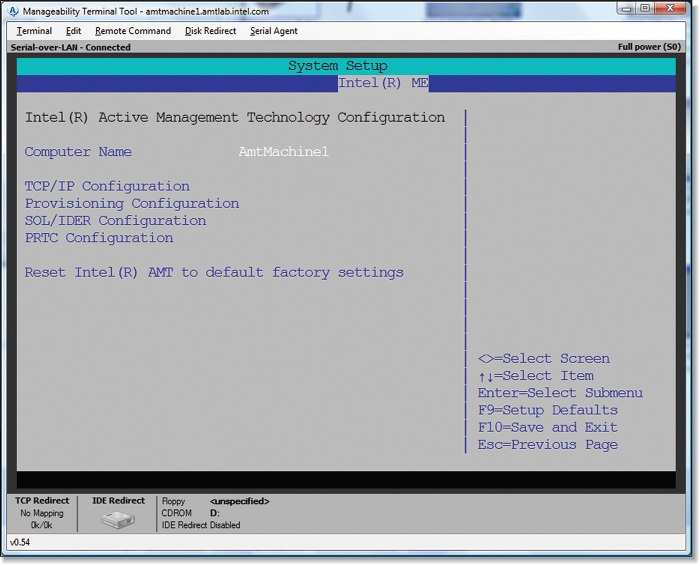 Manageability Terminal Tool - amtmachine1.amtlab.intel.com
Terminal Edit Remote Command Disk Redirect Serial Agent
Serial-over-LAN - Connected Full power (S0)
System Setup
Intel(R) ME
Intel(R) Active Management Technology Configuration
Computer Name AmtMachine1
TCP/IP Configuration
Provisioning Configuration
SOL/IDER Configuration
PRTC Configuration
Reset Intel(R) AMT to default factory settings
<>=Select Screen
↑↓=Select Item
Enter=Select Submenu
F9=Setup Defaults
F10=Save and Exit
Esc=Previous Page
TCP Redirect
No Mapping
0k/0k
IDE Redirect
Floppy <unspecified>
CDROM D:
IDE Redirect Disabled
v0.54